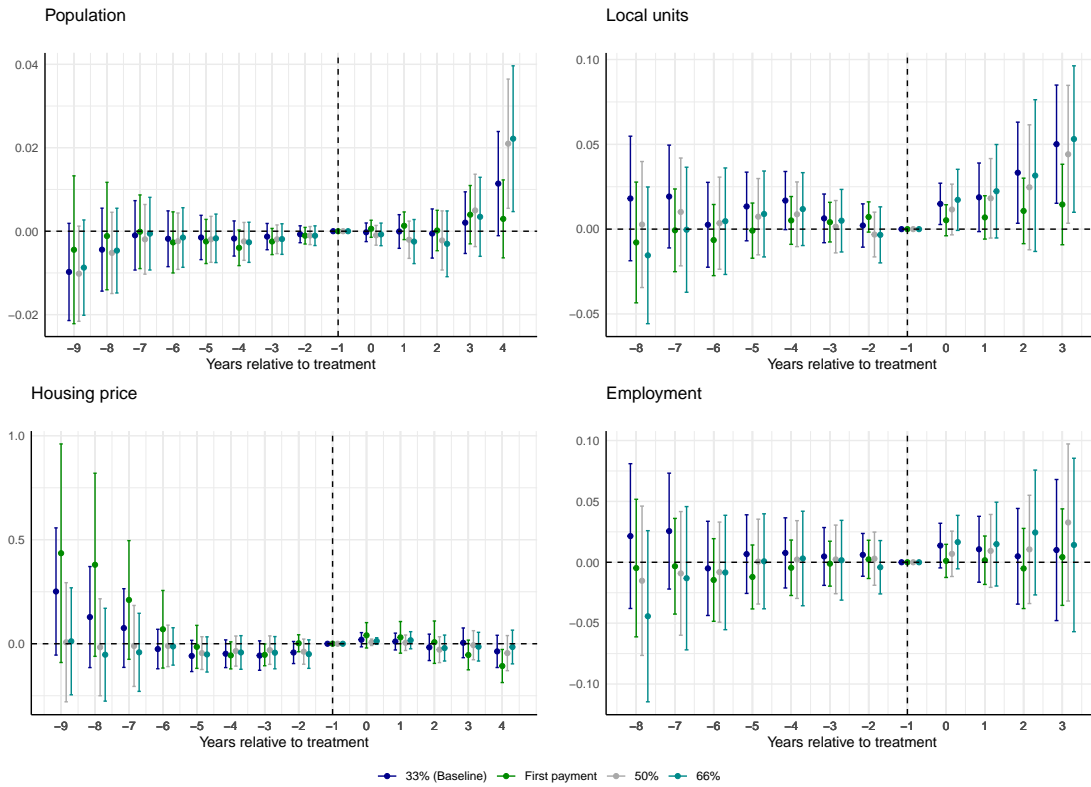 Population
0.04
0.02
0.00
−0.02
−9 −8 −7 −6 −5 −4 −3 −2 −1 0 1 2 3 4
Years relative to treatment
Local units
0.10
0.05
0.00
−0.05
−8 −7 −6 −5 −4 −3 −2 −1 0 1 2 3
Years relative to treatment
Housing price
1.0
0.5
0.0
−9 −8 −7 −6 −5 −4 −3 −2 −1 0 1 2 3 4
Years relative to treatment
Employment
0.10
0.05
0.00
−0.05
−0.10
−8 −7 −6 −5 −4 −3 −2 −1 0 1 2 3
Years relative to treatment
33% (Baseline) First payment 50% 66%